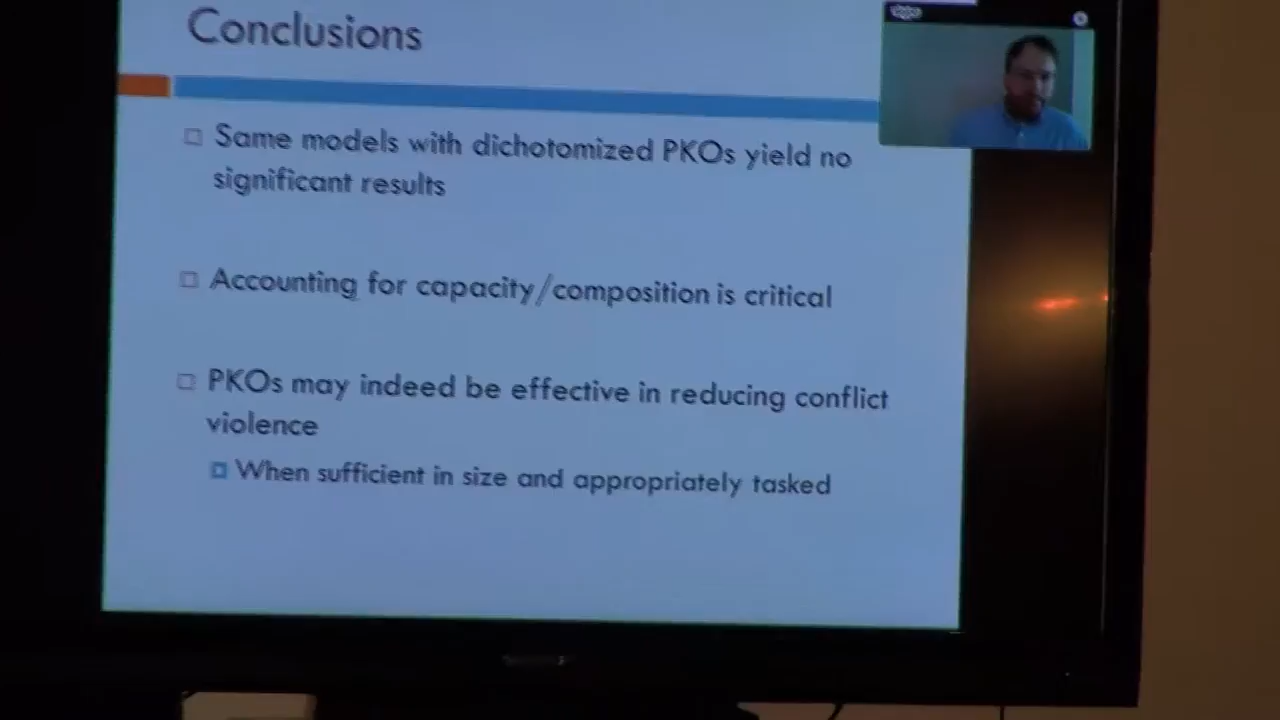 Conclusions
Same models with dichotomized PKOs yield no
significant results
Accounting for capacity/composition is critical
PKOs may indeed be effective in reducing conflict
violence
When sufficient in size and appropriately tasked